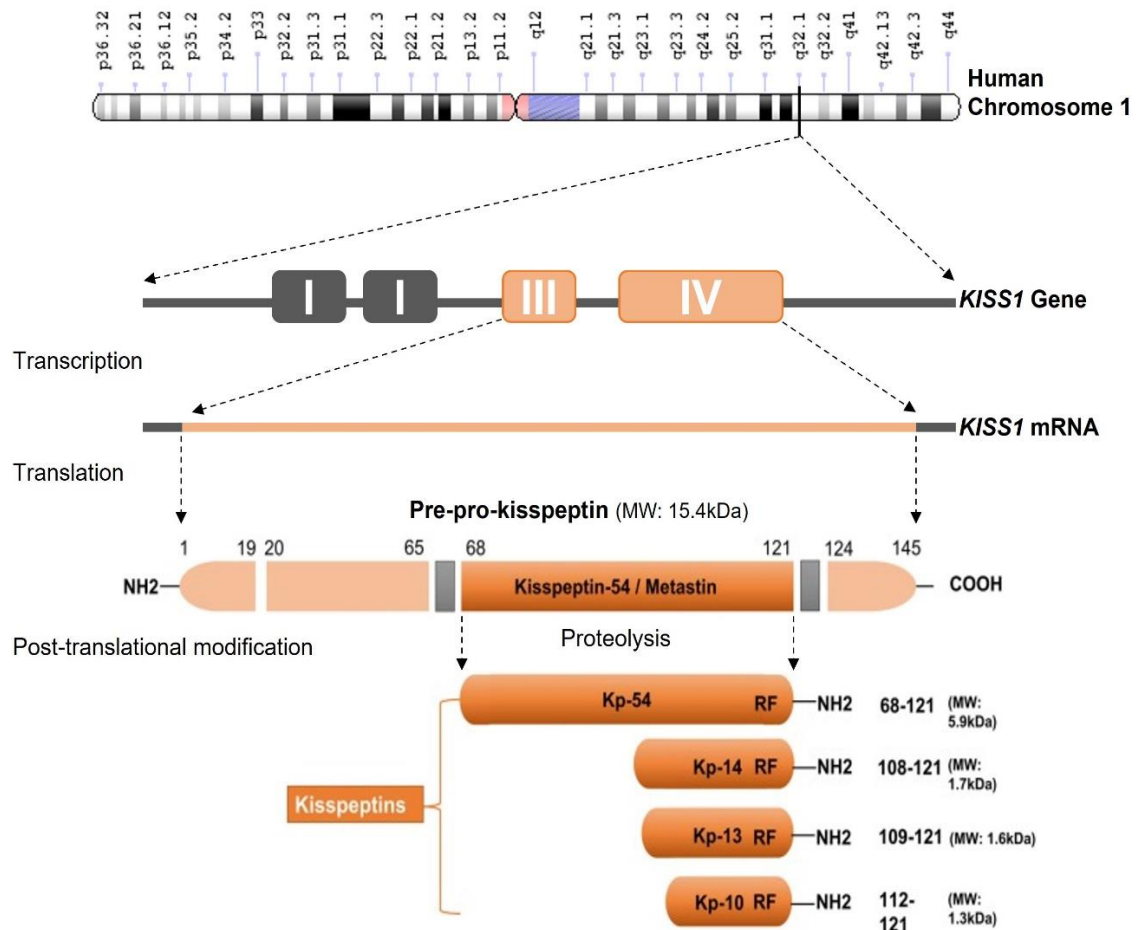 p36.32
p36.21
p36.12
p35.2
p34.2
p33
p32.2
p31.3
p31.1
p22.3
p22.1
p21.2
p13.2
p11.2
q12
q21.1
q21.3
q23.1
q23.3
q24.2
q25.2
q31.1
q32.1
q32.2
q41
q42.13
q42.3
q44
Human
Chromosome 1
I I III IV
KISS1 Gene
Transcription
KISS1 mRNA
Translation
Pre-pro-kisspeptin (MW: 15.4kDa)
1 19 20 65 68 121 124 145
NH2 Kisspeptin-54 / Metastin COOH
Post-translational modification
Proteolysis
Kp-54 RF NH2 68-121 (MW:
5.9kDa)
Kp-14 RF NH2 108-121 (MW:
1.7kDa)
Kisspeptins
Kp-13 RF NH2 109-121 (MW: 1.6kDa)
Kp-10 RF NH2 112-
121
(MW:
1.3kDa)